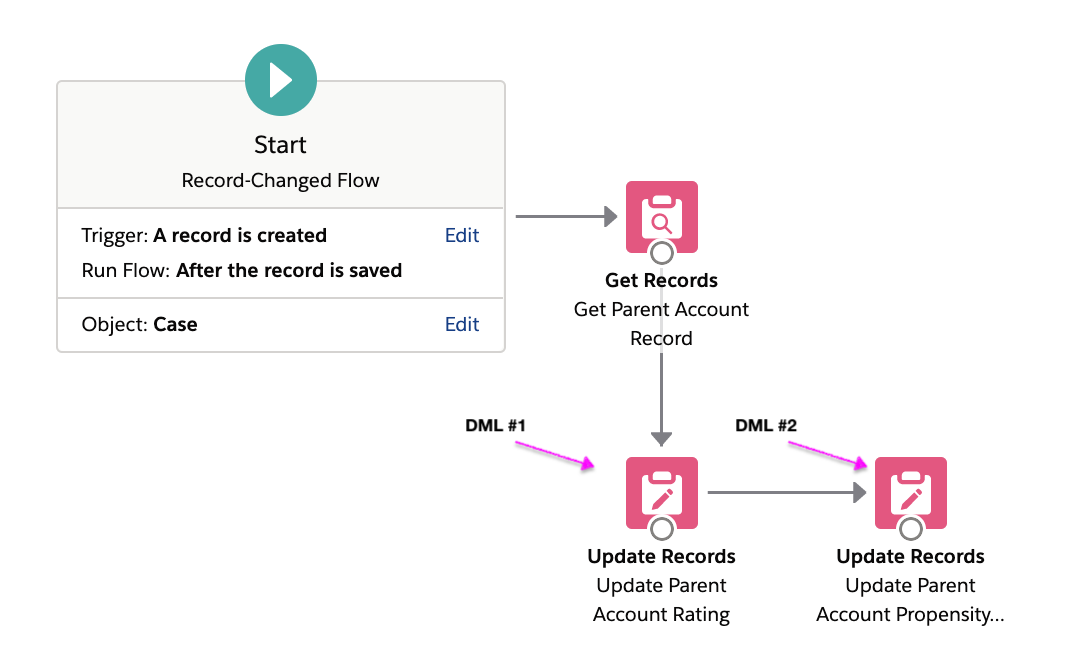 Start
Record-Changed Flow
Trigger: A record is created Edit
Run Flow: After the record is saved
Object: Case Edit
Get Records
Get Parent Account
Record
DML #1
DML #2
Update Records
Update Parent
Account Rating
Update Records
Update Parent
Account Propensity...